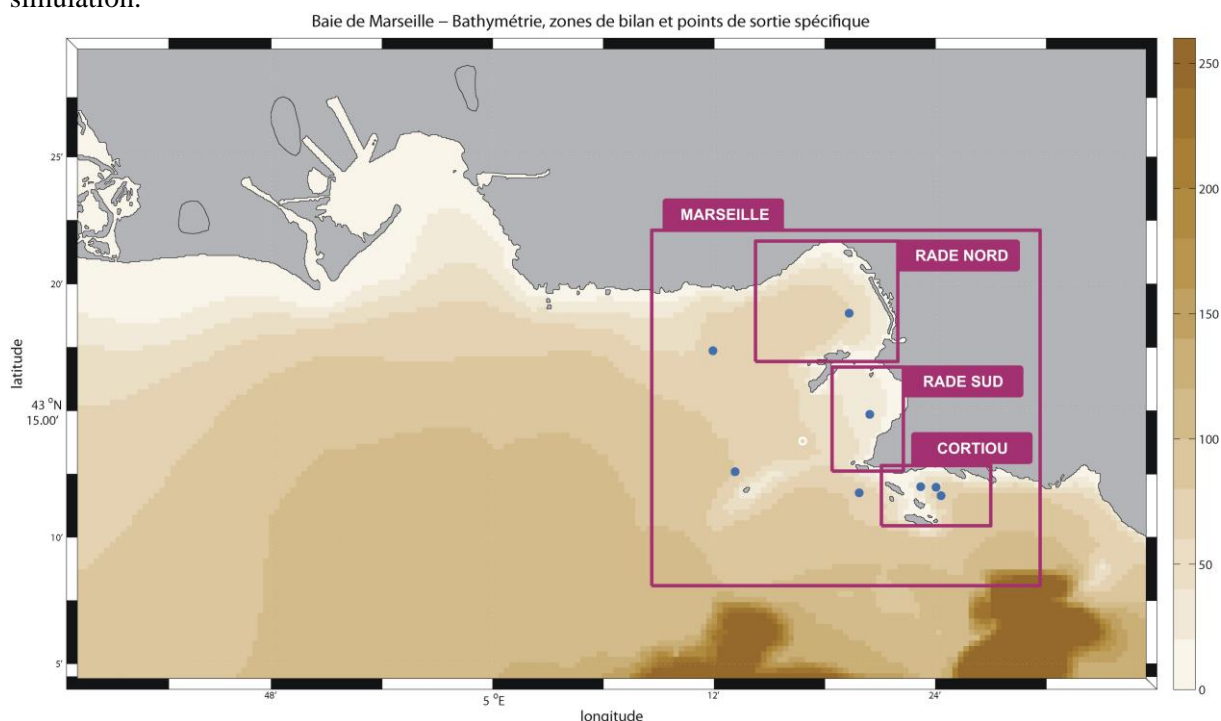 simulation.
Baie de Marseille – Bathymétrie, zones de bilan et points de sortie spécifique
250
25'
200
MARSEILLE
RADE NORD
20'
150
latitude
RADE SUD
43 °N
15.00'
100
CORTIOU
10'
50
5'
0
48'
5 °E
12'
24'
longitude